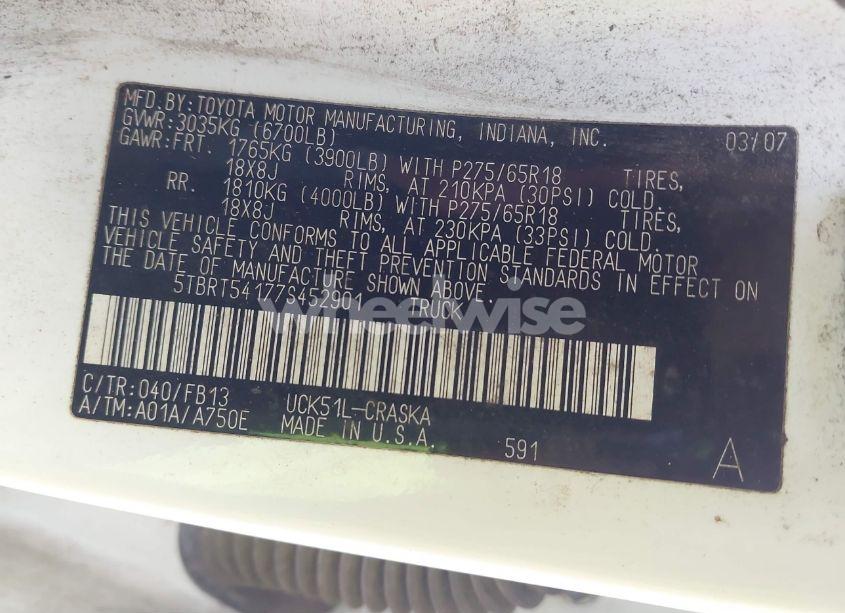 MFD.BY:TOYOTA MOTOR MANUFACTURING, INDIANA, INC. 03/07
GVWR:3035KG (6700LB)
GAWR:FRT. 1765KG (3900LB) WITH P275/65R18 TIRES,
18X8J RIMS, AT 210KPA (30PSI) COLD.
RR. 1810KG (4000LB) WITH P275/65R18 TIRES,
18X8J RIMS, AT 230KPA (33PSI) COLD.
THIS VEHICLE CONFORMS TO ALL APPLICABLE FEDERAL MOTOR
VEHICLE SAFETY AND THEFT PREVENTION STANDARDS IN EFFECT ON
THE DATE OF MANUFACTURE SHOWN ABOVE.
5TBRT54177S452901 TRUCK
wheelwise
C/TR:040/FB13 UCK51L-CRASKA
A/TM:A01A/A750E MADE IN U.S.A.
591 A